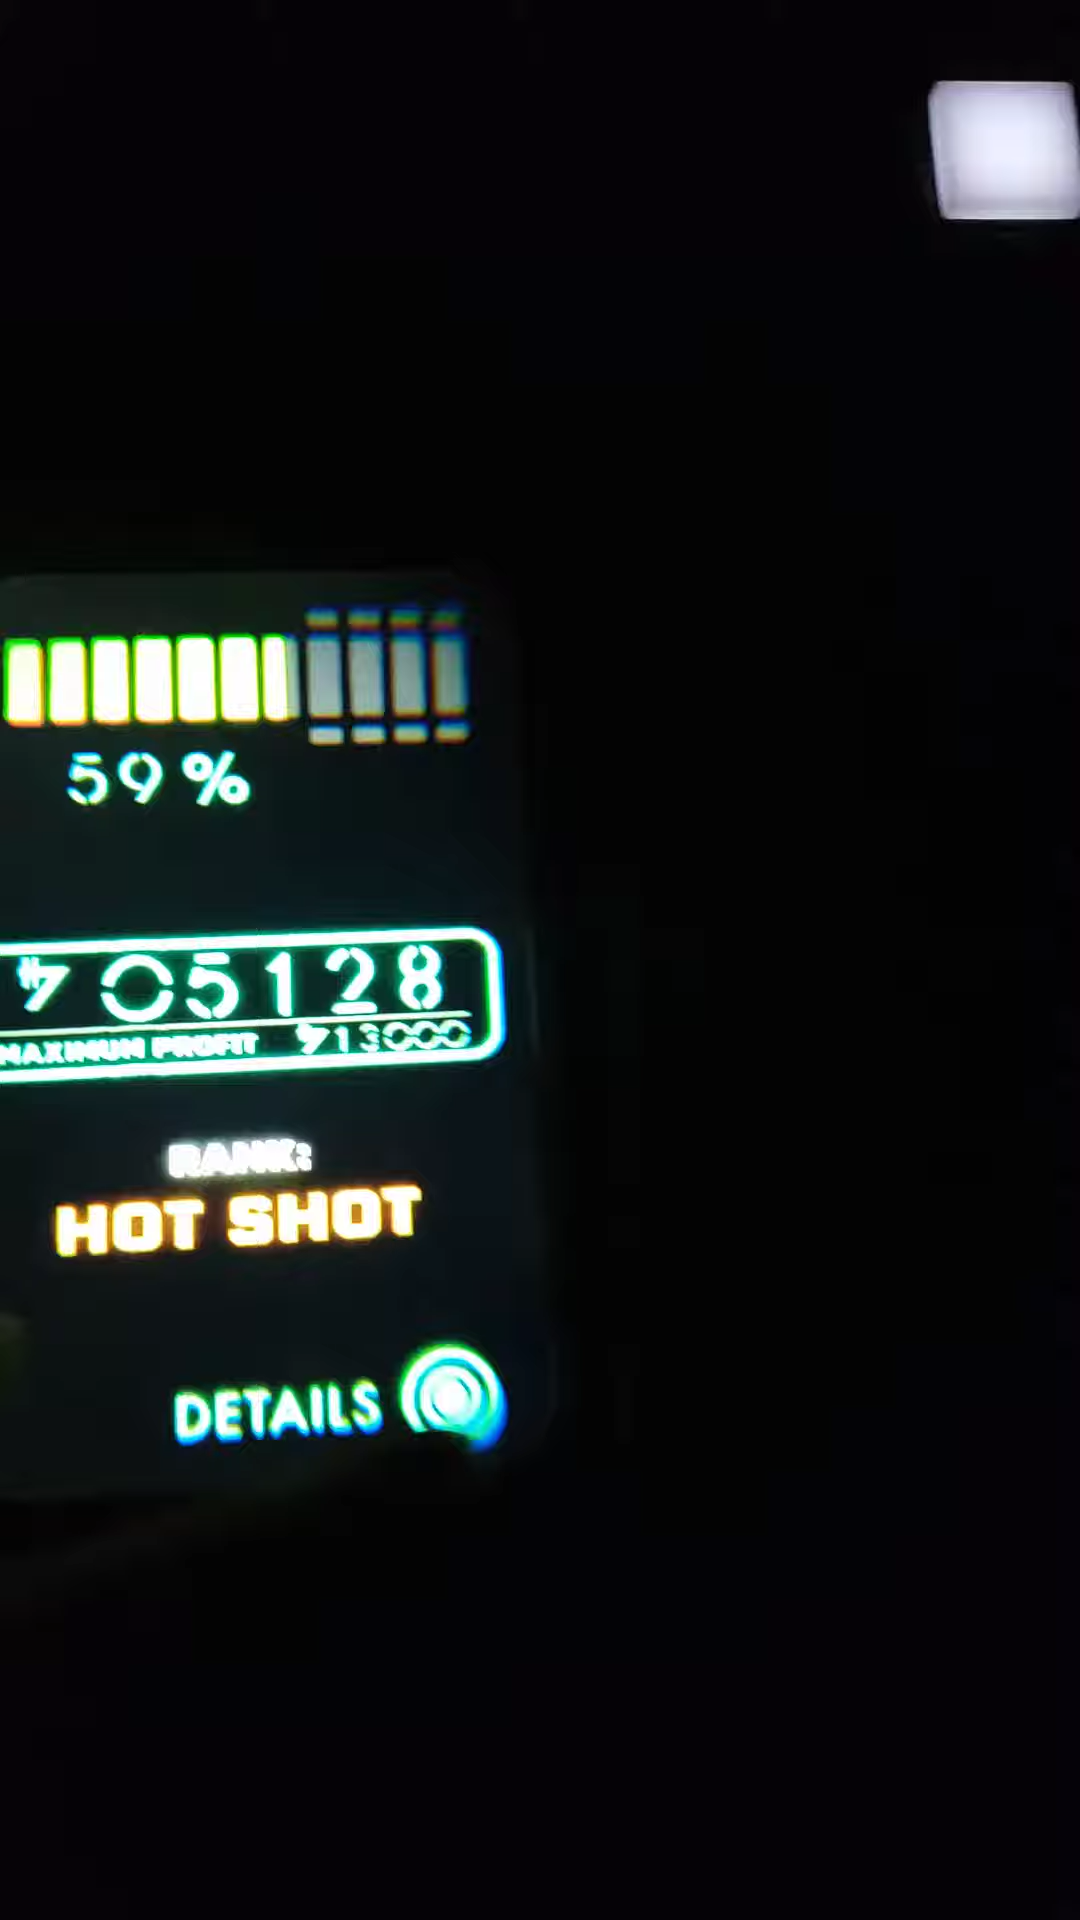 59%
05128
MAXIMUM PROFIT 13000
RANK:
HOT SHOT
DETAILS